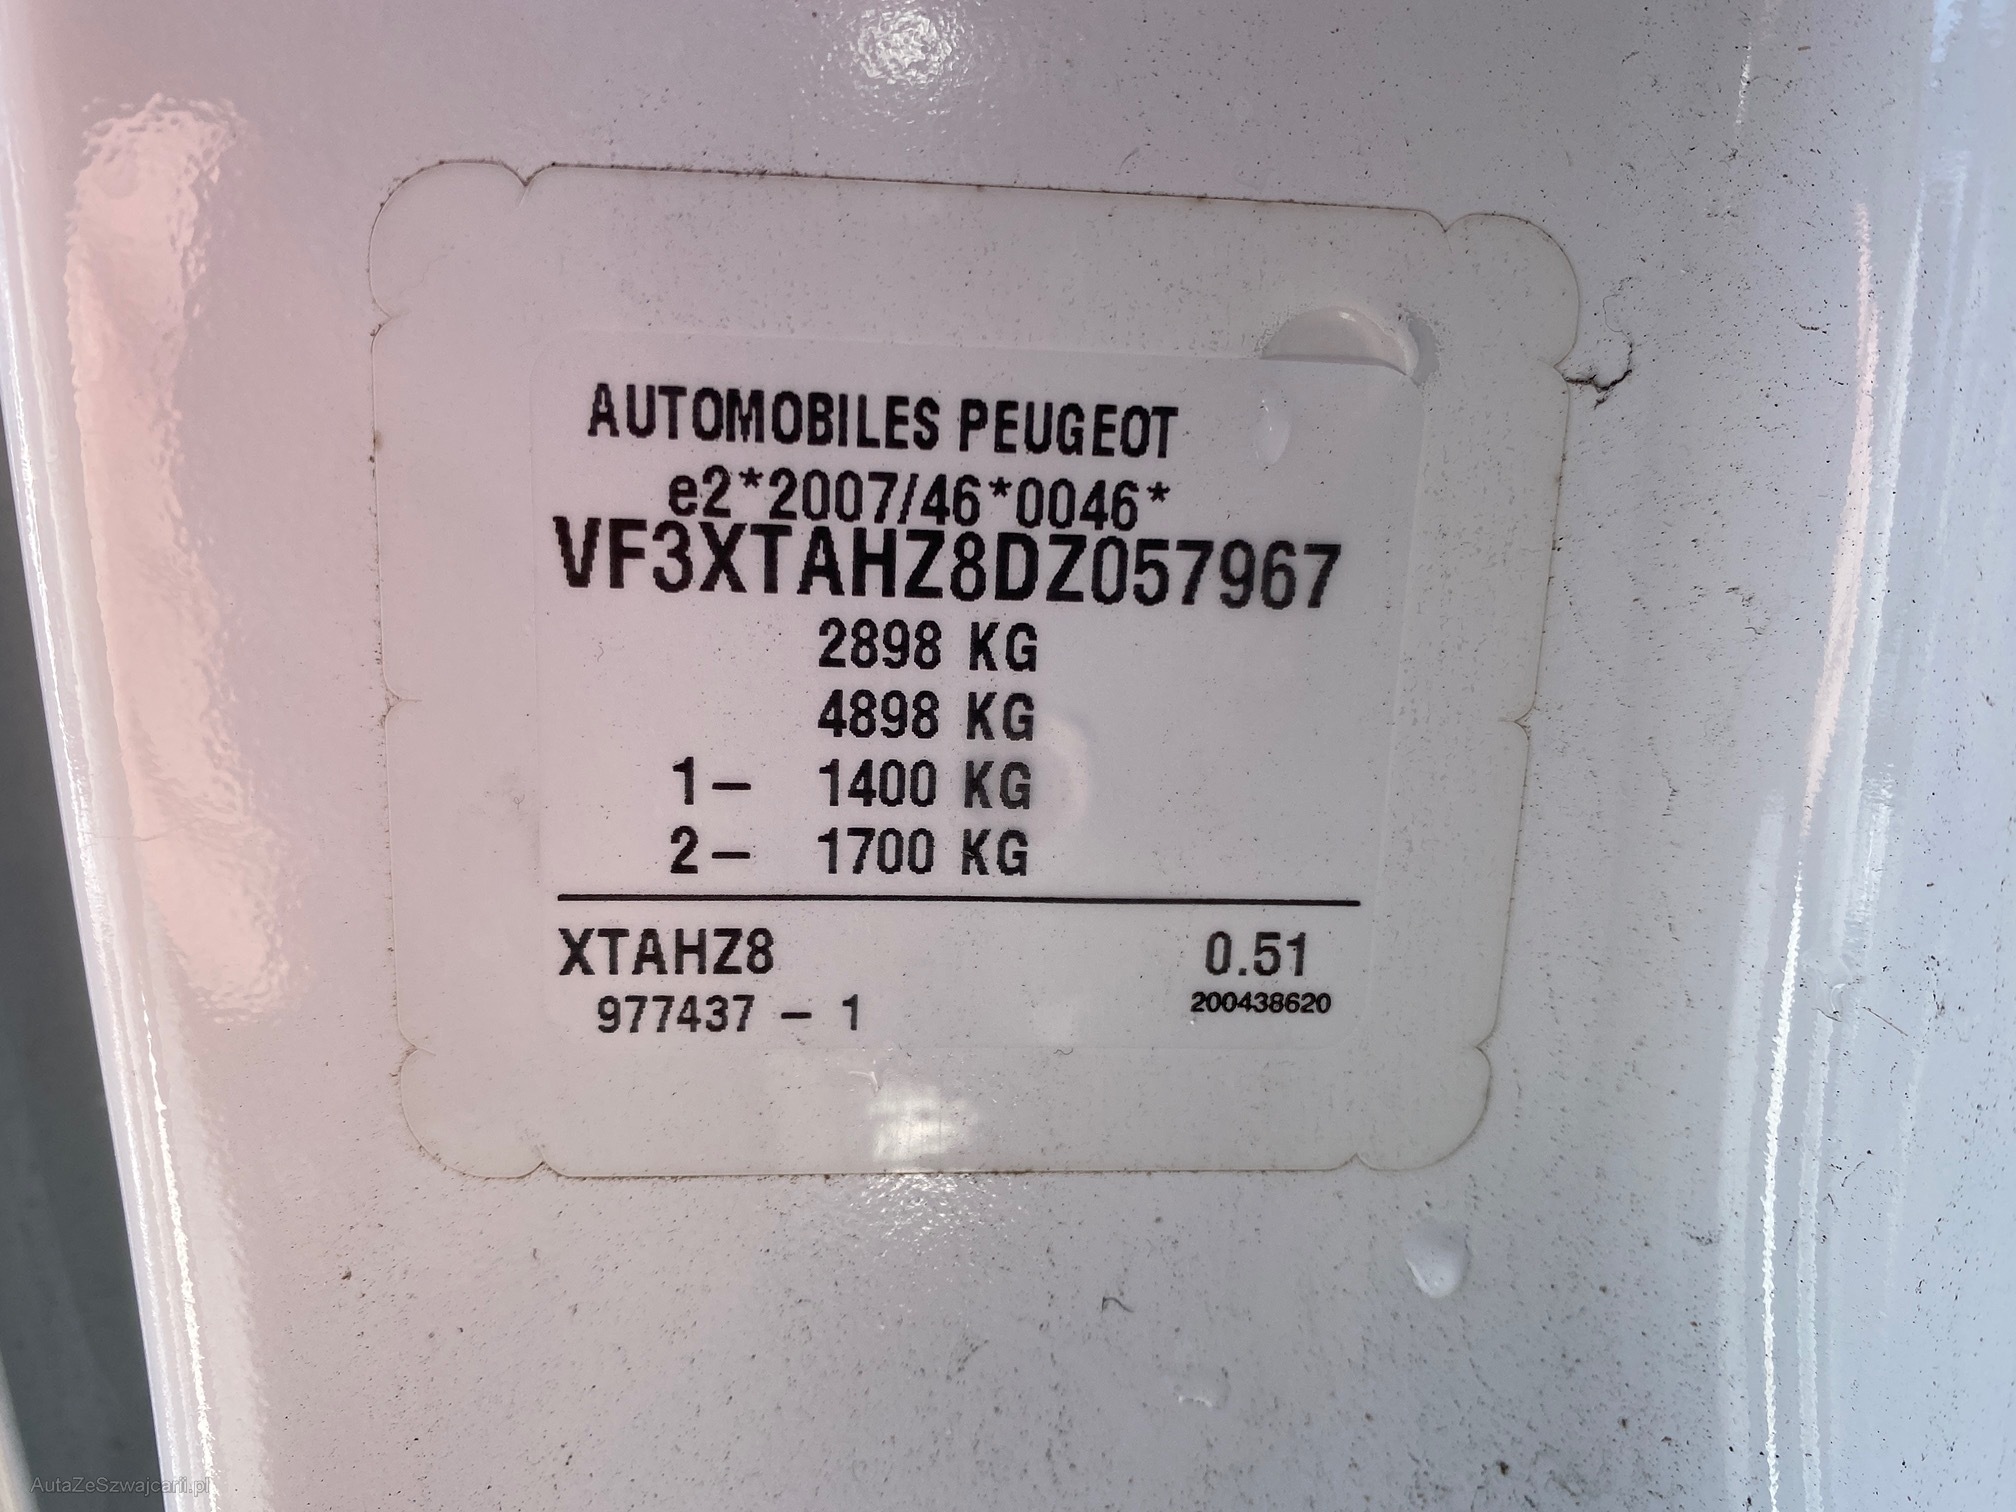 AUTOMOBILES PEUGEOT
e2*2007/46*0046*
VF3XTAHZ8DZ057967
2898 KG
4898 KG
1- 1400 KG
2- 1700 KG
XTAHZ8 0.51
977437 - 1 200438620
AutaZeSzwajcarii.pl